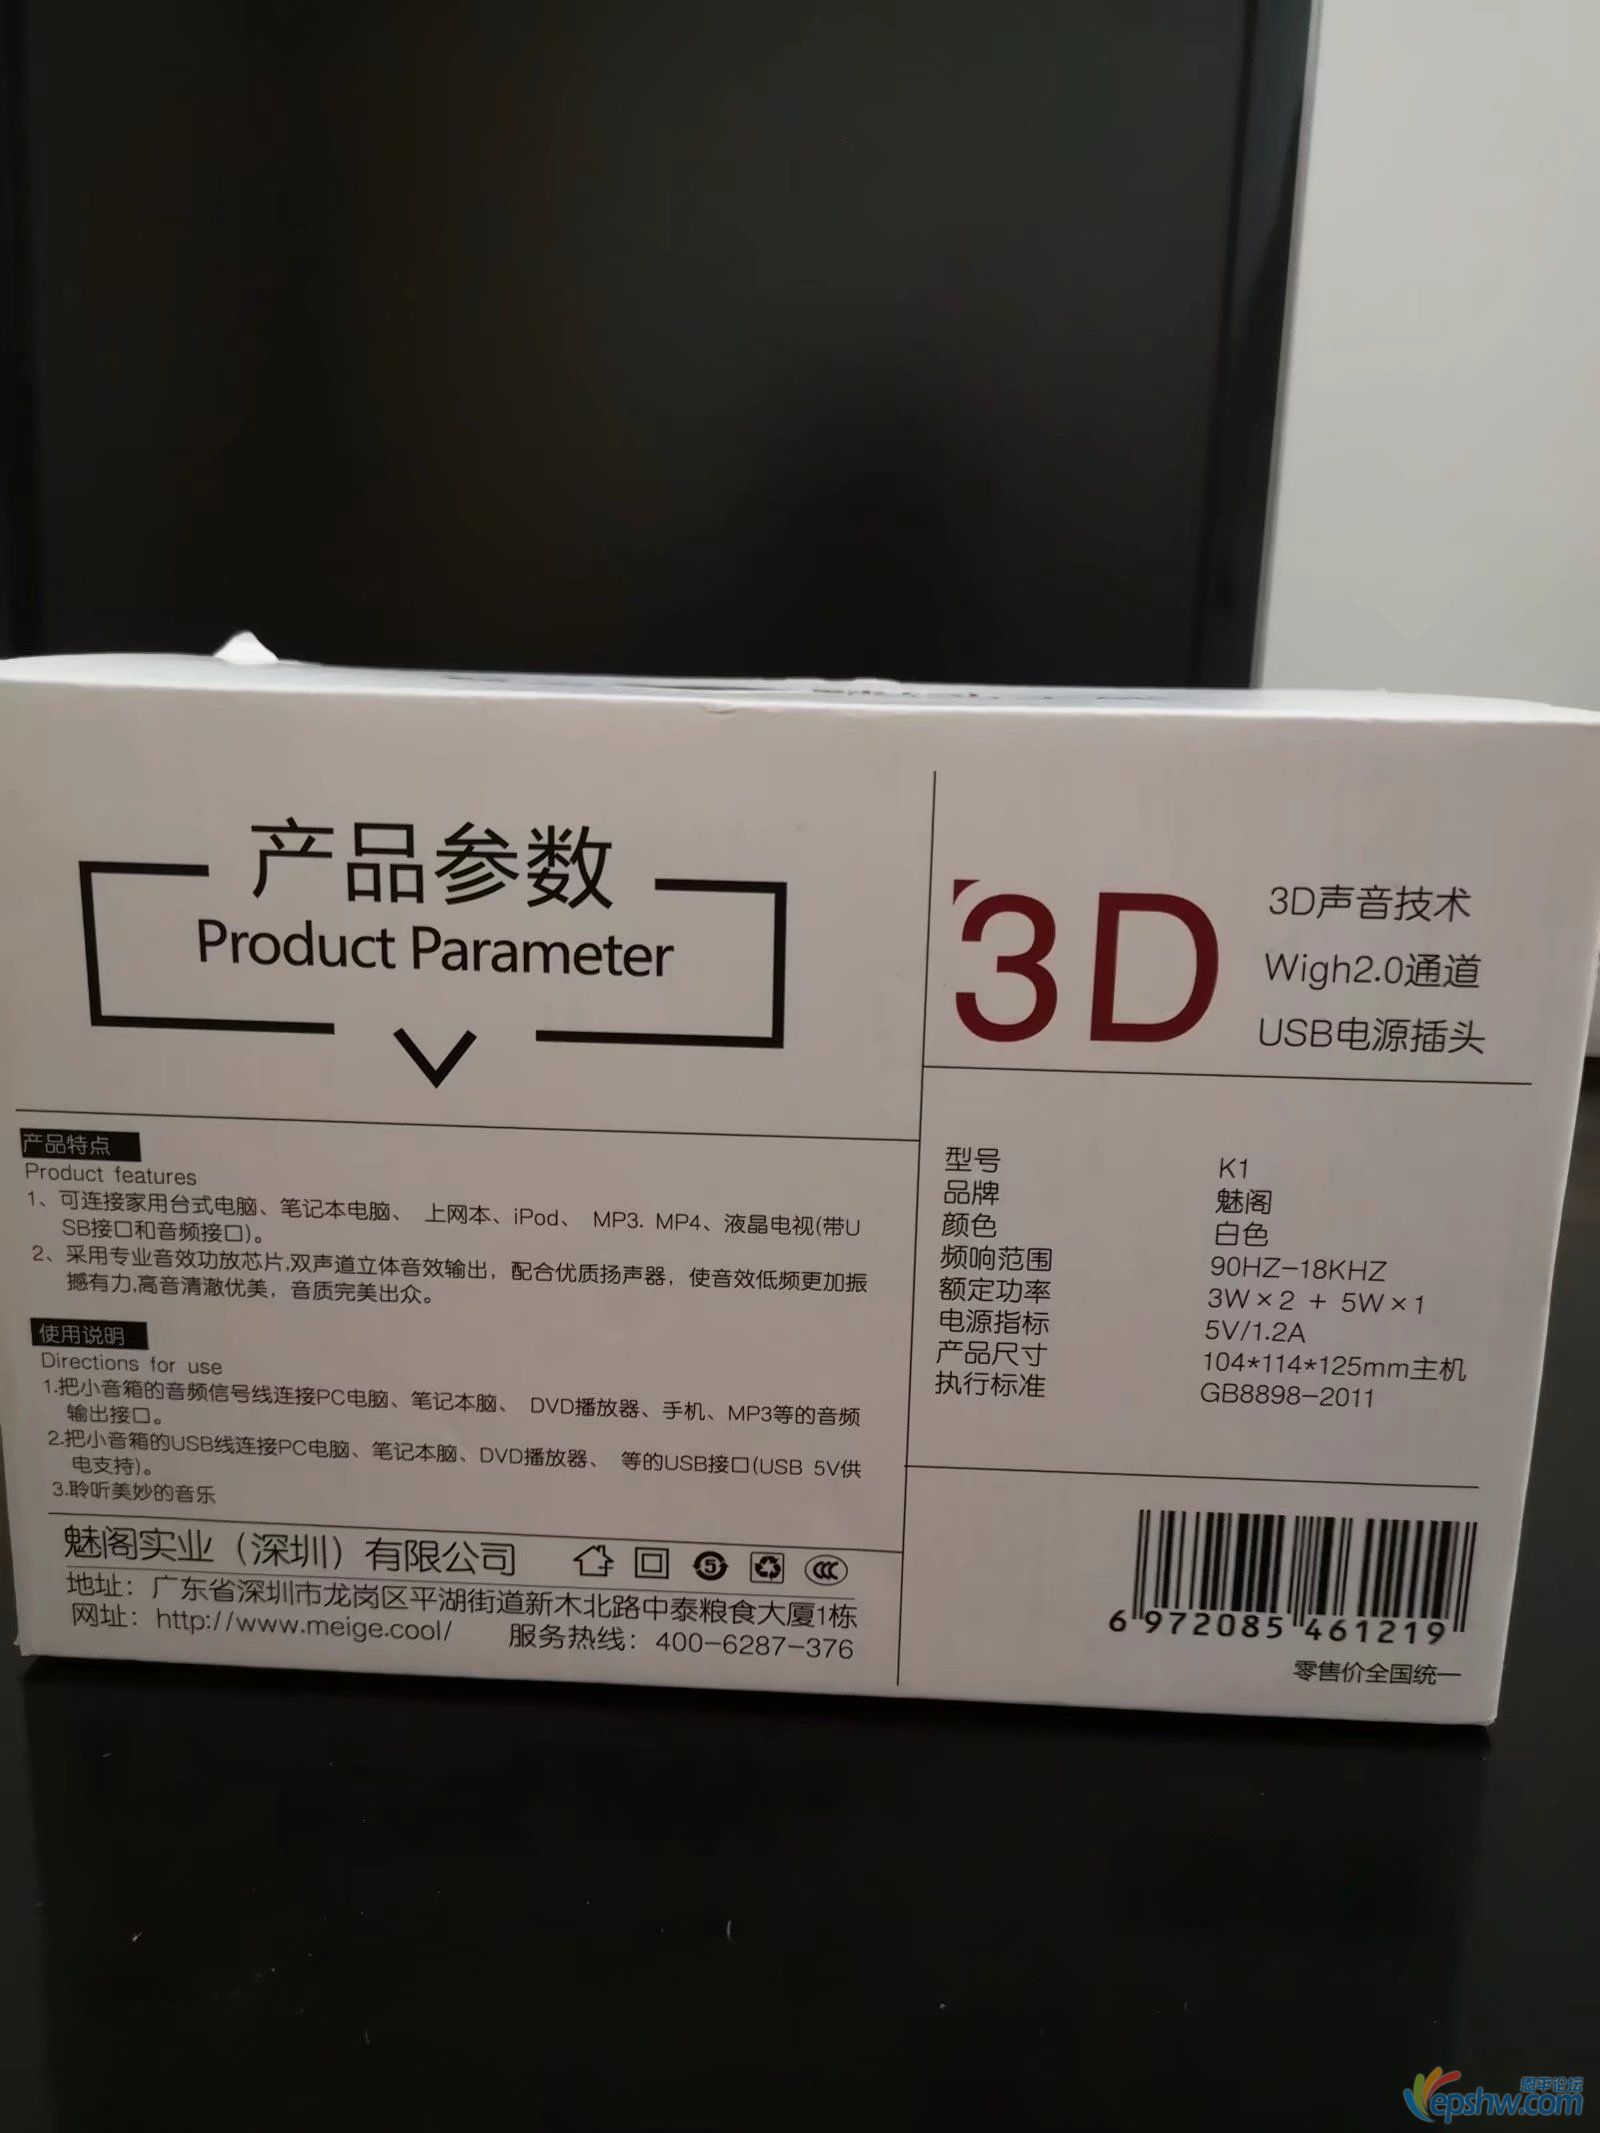 产品参数
Product Parameter
3D
3D声音技术
Wigh2.0通道
USB电源插头
产品特点
Product features
1、可连接家用台式电脑、笔记本电脑、 上网本、iPod、 MP3. MP4、液晶电视(带U
SB接口和音频接口)。
2、采用专业音效功放芯片,双声道立体音效输出，配合优质扬声器，使音效低频更加振
撼有力,高音清澈优美，音质完美出众。
使用说明
Directions for use
1.把小音箱的音频信号线连接PC电脑、笔记本脑、 DVD播放器、手机、MP3等的音频
输出接口。
2.把小音箱的USB线连接PC电脑、笔记本脑、DVD播放器、 等的USB接口(USB 5V供
电支持)。
3.聆听美妙的音乐
型号 K1
品牌 魅阁
颜色 白色
频响范围 90HZ-18KHZ
额定功率 3W×2 + 5W×1
电源指标 5V/1.2A
产品尺寸 104*114*125mm主机
执行标准 GB8898-2011
魅阁实业（深圳）有限公司
5
CCC
地址：广东省深圳市龙岗区平湖街道新木北路中泰粮食大厦1栋
网址：http://www.meige.cool/ 服务热线：400-6287-376
6 972085 461219
零售价全国统一
恩平论坛
epshw.com